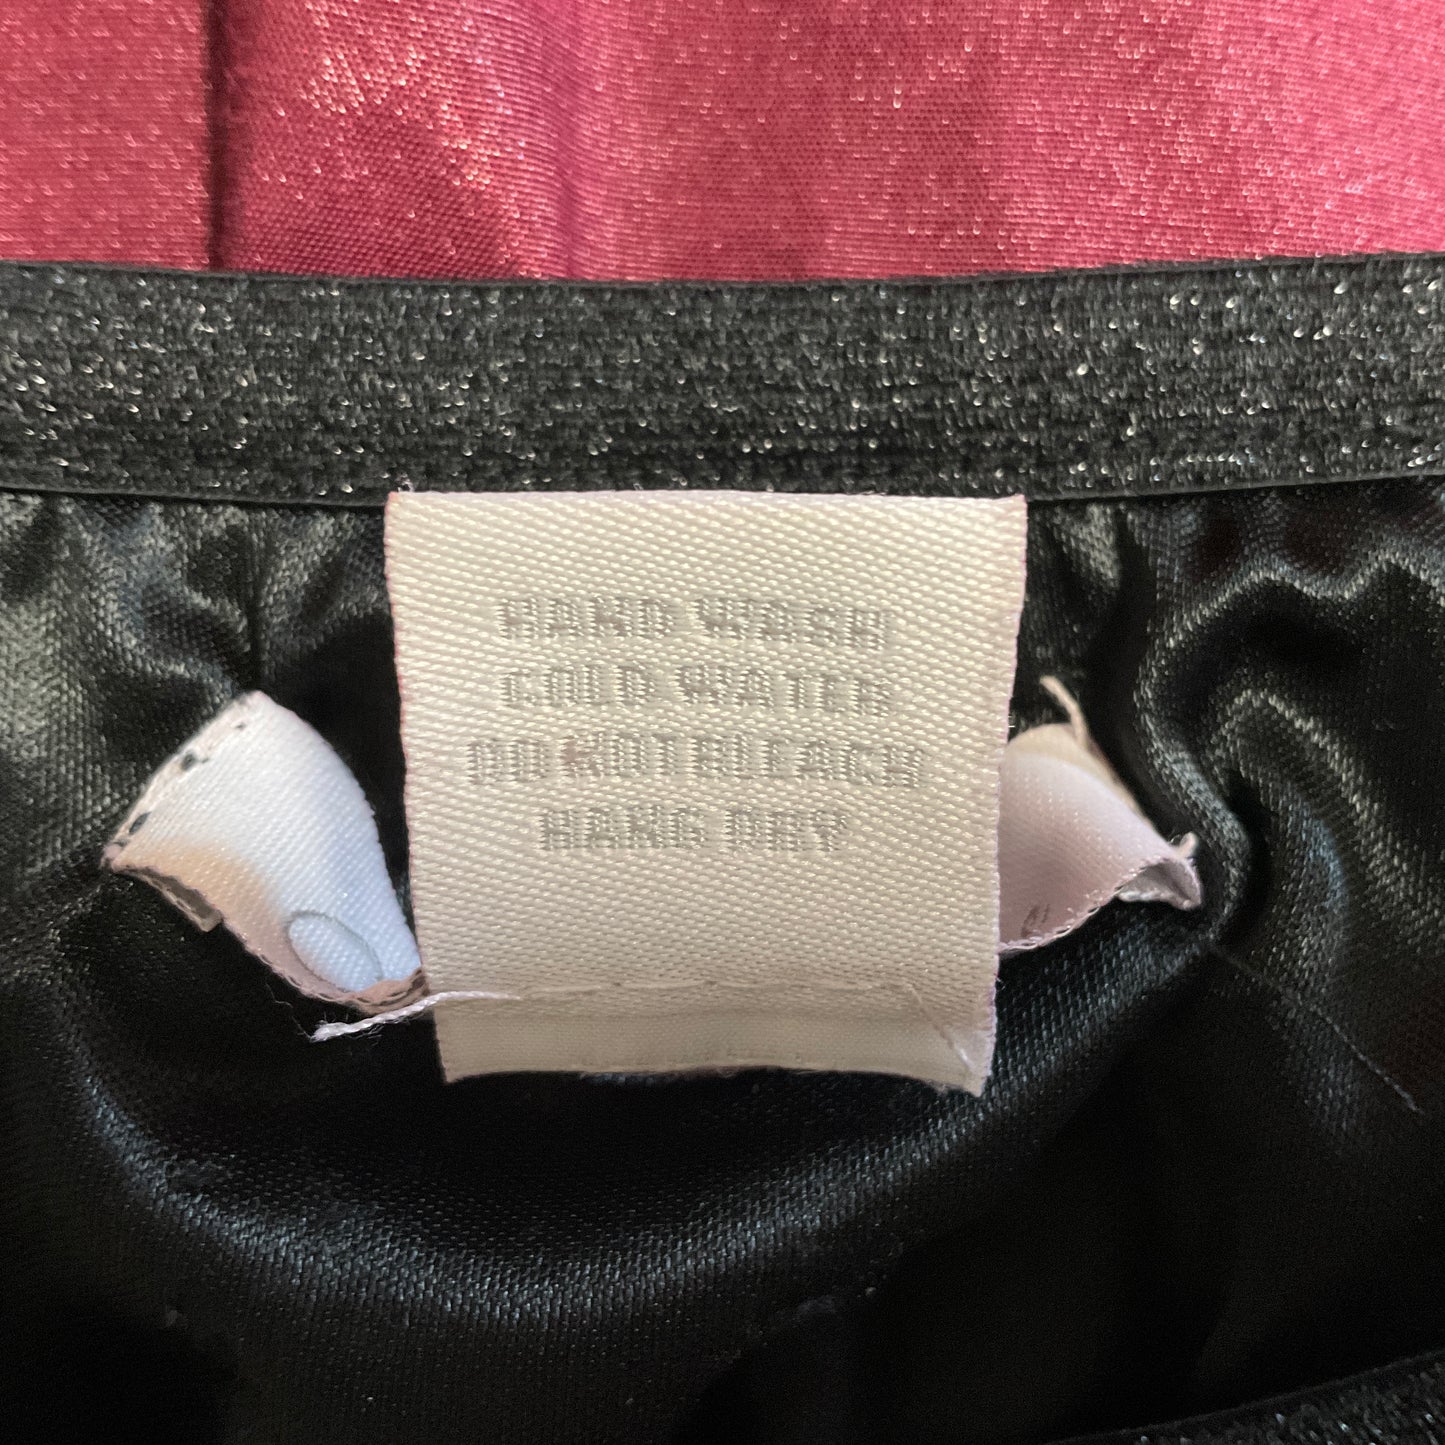 HAND WASH
COLD WATER
DO NOT BLEACH
HANG DRY